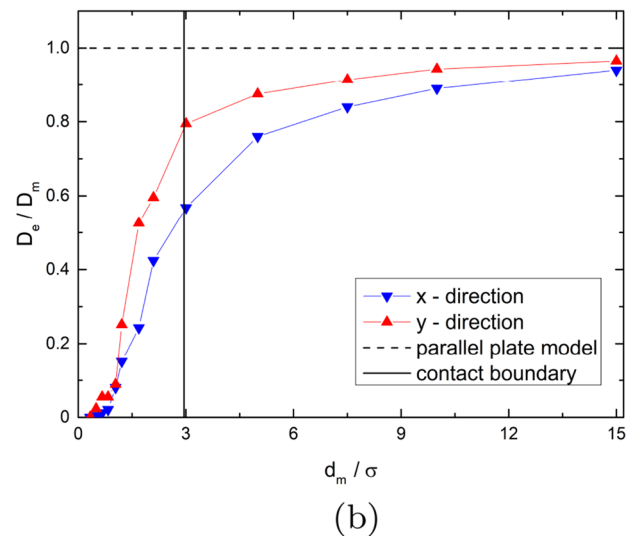 1.0
0.8
0.6
0.4
0.2
0
D_e / D_m
x - direction
y - direction
parallel plate model
contact boundary
0 3 6 9 12 15
d_m / σ
(b)